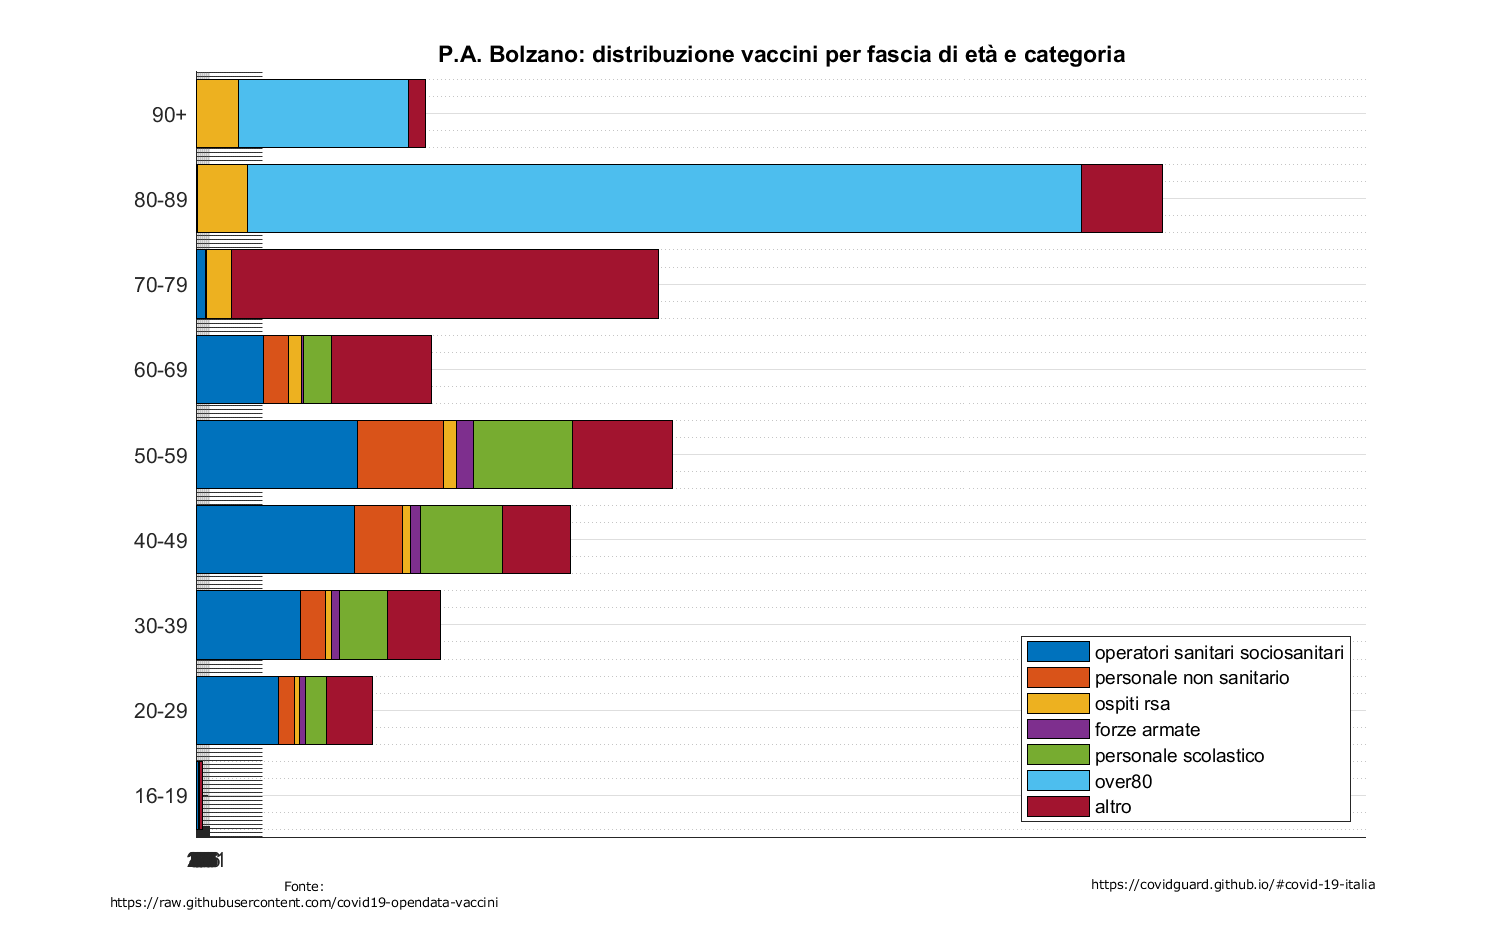 P.A. Bolzano: distribuzione vaccini per fascia di età e categoria
90+
80-89
70-79
60-69
50-59
40-49
30-39
20-29
16-19
operatori sanitari sociosanitari
personale non sanitario
ospiti rsa
forze armate
personale scolastico
over80
altro
Fonte:
https://raw.githubusercontent.com/covid19-opendata-vaccini
https://covidguard.github.io/#covid-19-italia